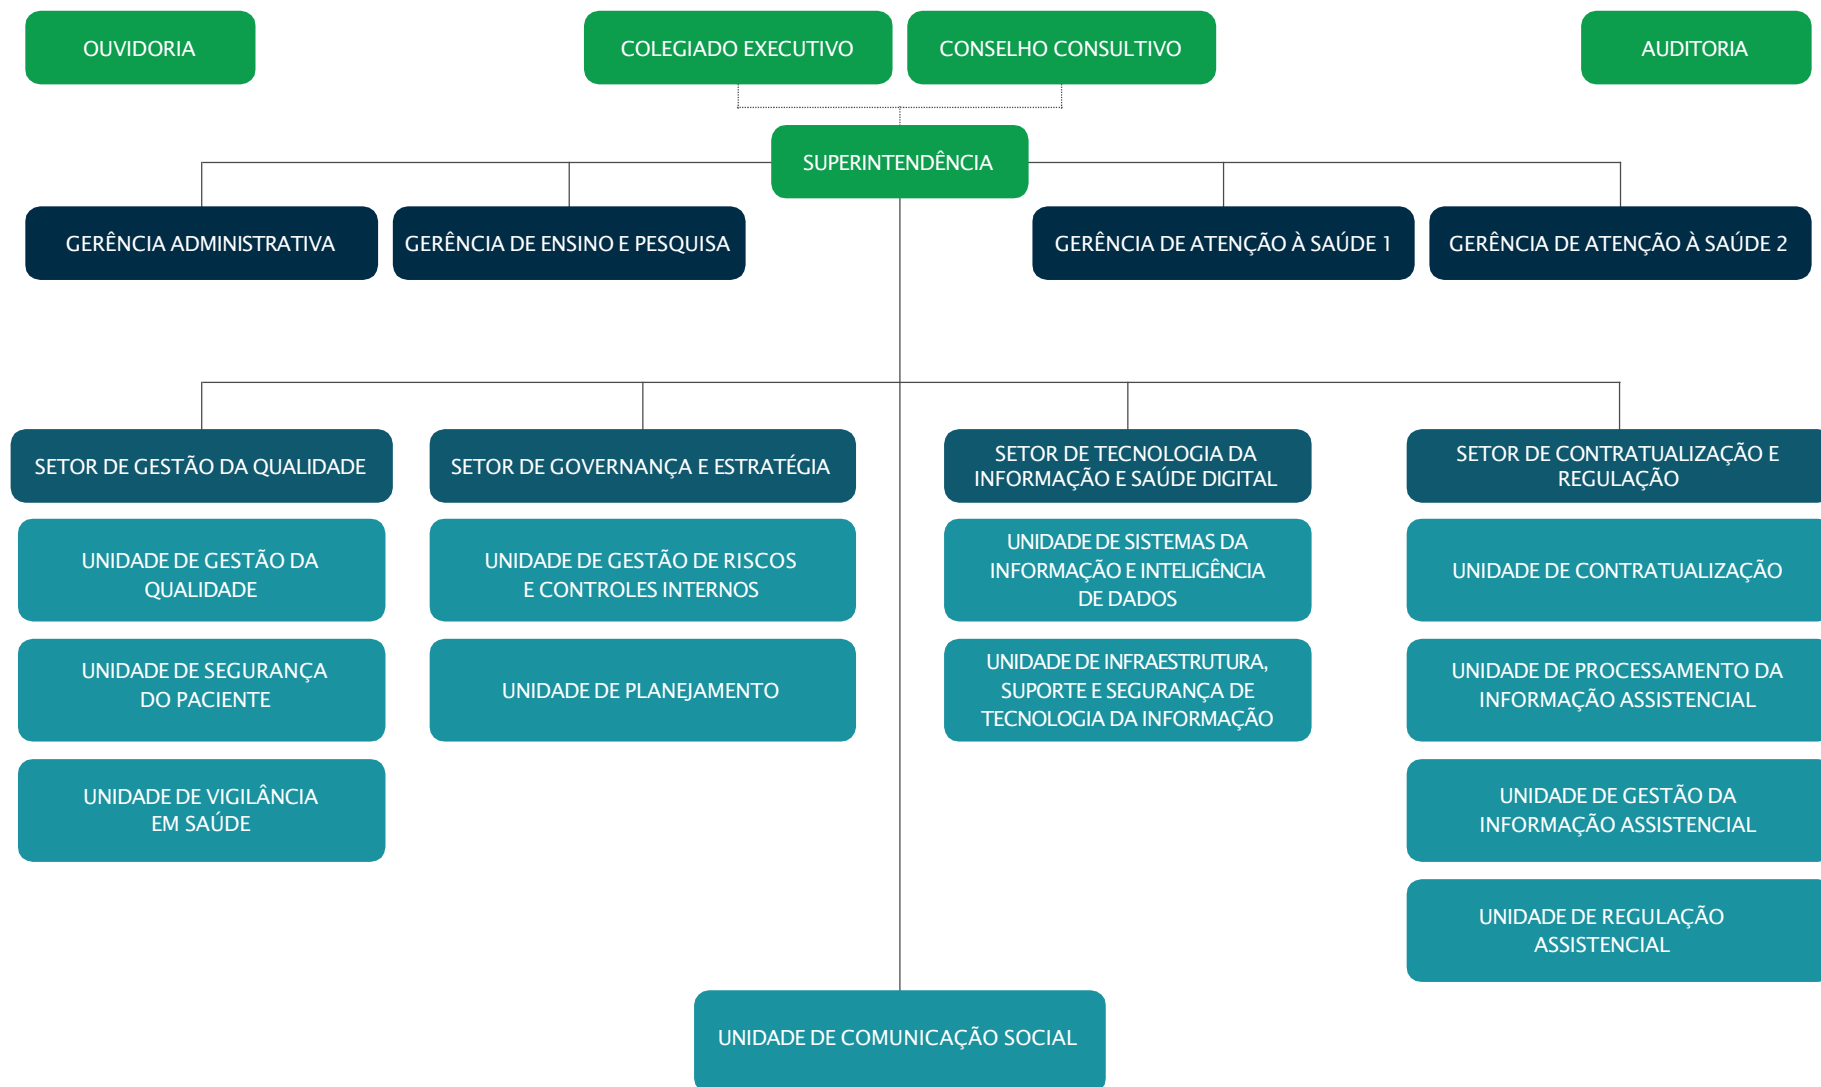 OUVIDORIA
COLEGIADO EXECUTIVO
CONSELHO CONSULTIVO
AUDITORIA
SUPERINTENDÊNCIA
GERÊNCIA ADMINISTRATIVA
GERÊNCIA DE ENSINO E PESQUISA
GERÊNCIA DE ATENÇÃO À SAÚDE 1
GERÊNCIA DE ATENÇÃO À SAÚDE 2
SETOR DE GESTÃO DA QUALIDADE
UNIDADE DE GESTÃO DA
QUALIDADE
UNIDADE DE SEGURANÇA
DO PACIENTE
UNIDADE DE VIGILÂNCIA
EM SAÚDE
SETOR DE GOVERNANÇA E ESTRATÉGIA
UNIDADE DE GESTÃO DE RISCOS
E CONTROLES INTERNOS
UNIDADE DE PLANEJAMENTO
SETOR DE TECNOLOGIA DA
INFORMAÇÃO E SAÚDE DIGITAL
UNIDADE DE SISTEMAS DA
INFORMAÇÃO E INTELIGÊNCIA
DE DADOS
UNIDADE DE INFRAESTRUTURA,
SUPORTE E SEGURANÇA DE
TECNOLOGIA DA INFORMAÇÃO
SETOR DE CONTRATUALIZAÇÃO E
REGULAÇÃO
UNIDADE DE CONTRATUALIZAÇÃO
UNIDADE DE PROCESSAMENTO DA
INFORMAÇÃO ASSISTENCIAL
UNIDADE DE GESTÃO DA
INFORMAÇÃO ASSISTENCIAL
UNIDADE DE REGULAÇÃO
ASSISTENCIAL
UNIDADE DE COMUNICAÇÃO SOCIAL